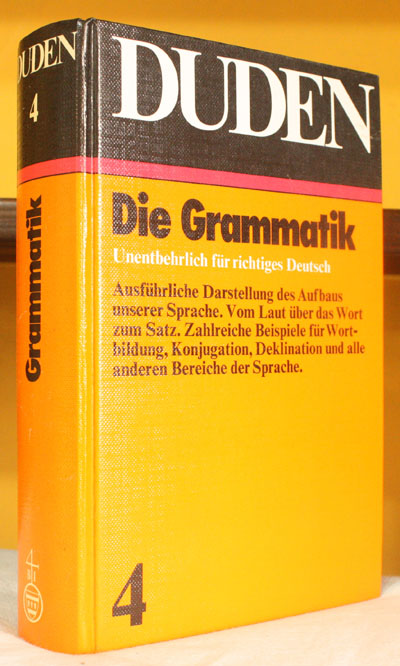 DUDEN
4
Grammatik
4
DUDEN
Die Grammatik
Unentbehrlich für richtiges Deutsch
Ausführliche Darstellung des Aufbaus
unserer Sprache. Vom Laut über das Wort
zum Satz. Zahlreiche Beispiele für Wort-
bildung, Konjugation, Deklination und alle
anderen Bereiche der Sprache.
4